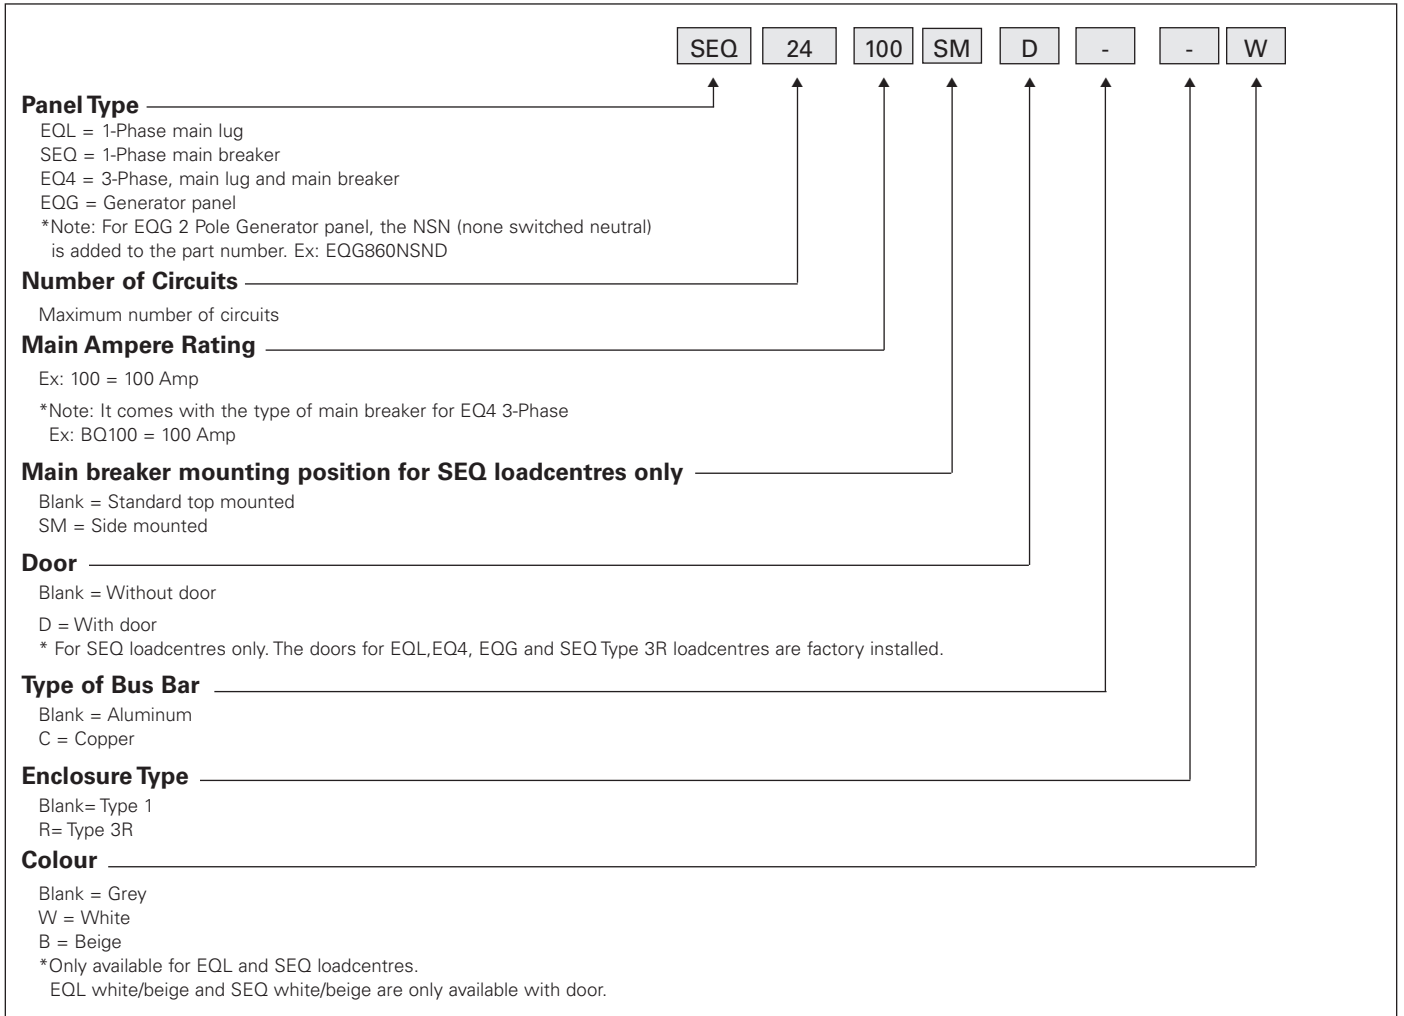 SEQ 24 100 SM D - - W
Panel Type
EQL = 1-Phase main lug
SEQ = 1-Phase main breaker
EQ4 = 3-Phase, main lug and main breaker
EQG = Generator panel
*Note: For EQG 2 Pole Generator panel, the NSN (none switched neutral)
is added to the part number. Ex: EQG860NSND
Number of Circuits
Maximum number of circuits
Main Ampere Rating
Ex: 100 = 100 Amp
*Note: It comes with the type of main breaker for EQ4 3-Phase
Ex: BQ100 = 100 Amp
Main breaker mounting position for SEQ loadcentres only
Blank = Standard top mounted
SM = Side mounted
Door
Blank = Without door
D = With door
* For SEQ loadcentres only. The doors for EQL,EQ4, EQG and SEQ Type 3R loadcentres are factory installed.
Type of Bus Bar
Blank = Aluminum
C = Copper
Enclosure Type
Blank= Type 1
R= Type 3R
Colour
Blank = Grey
W = White
B = Beige
*Only available for EQL and SEQ loadcentres.
EQL white/beige and SEQ white/beige are only available with door.